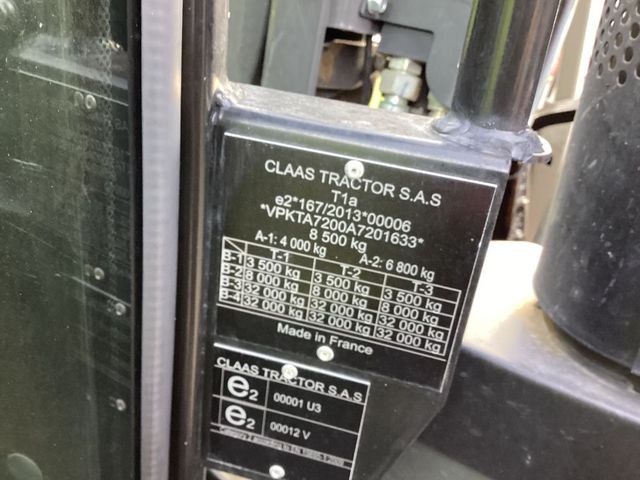 CLAAS TRACTOR S.A.S
T1a
e2*167/2013*00006
*VPKTA7200A7201633*
8 500 kg
A-1: 4 000 kg A-2: 6 800 kg
T-1 T-2 T-3
B-1 3 500 kg 3 500 kg 3 500 kg
B-2 8 000 kg 8 000 kg 8 000 kg
B-3 32 000 kg 32 000 kg 32 000 kg
B-4 32 000 kg 32 000 kg 32 000 kg
Made in France
CLAAS TRACTOR S.A.S
e2 00001 U3
e2 00012 V